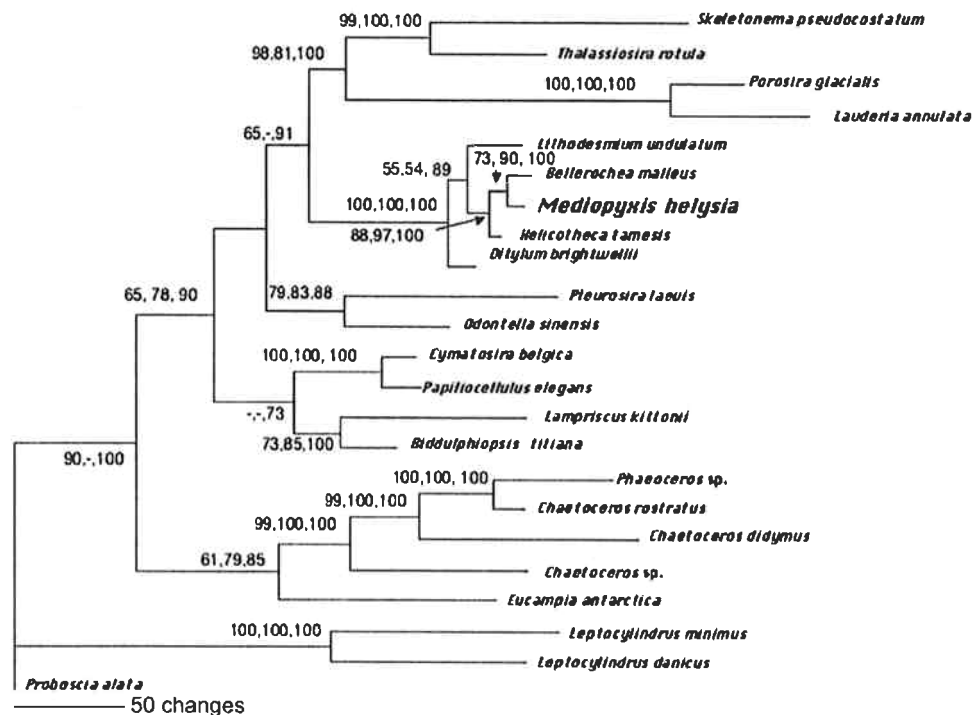 99,100,100
Skeletonema pseudocostatum
98,81,100
Thalassiosira rotula
100,100,100
Porosira glacialis
Lauderia annulata
65,-,91
Lithodesmium undulatum
55,54, 89
73, 90, 100
Bellerochea malleus
100,100,100
Mediopyxis helysia
88,97,100
Helicotheca tamesis
Ditylum brightwellii
65, 78, 90
79,83,88
Pleurosira laevis
Odontella sinensis
100,100, 100
Cymatosira belgica
Papiliocellulus elegans
-,-,73
Lampriscus kittonii
73,85,100
Biddulphiopsis titiana
90,-,100
100,100, 100
Phaeoceros sp.
99,100,100
Chaetoceros rostratus
99,100,100
Chaetoceros didymus
61,79,85
Chaetoceros sp.
Eucampia antarctica
100,100,100
Leptocylindrus minimus
Leptocylindrus danicus
Proboscia alata
50 changes